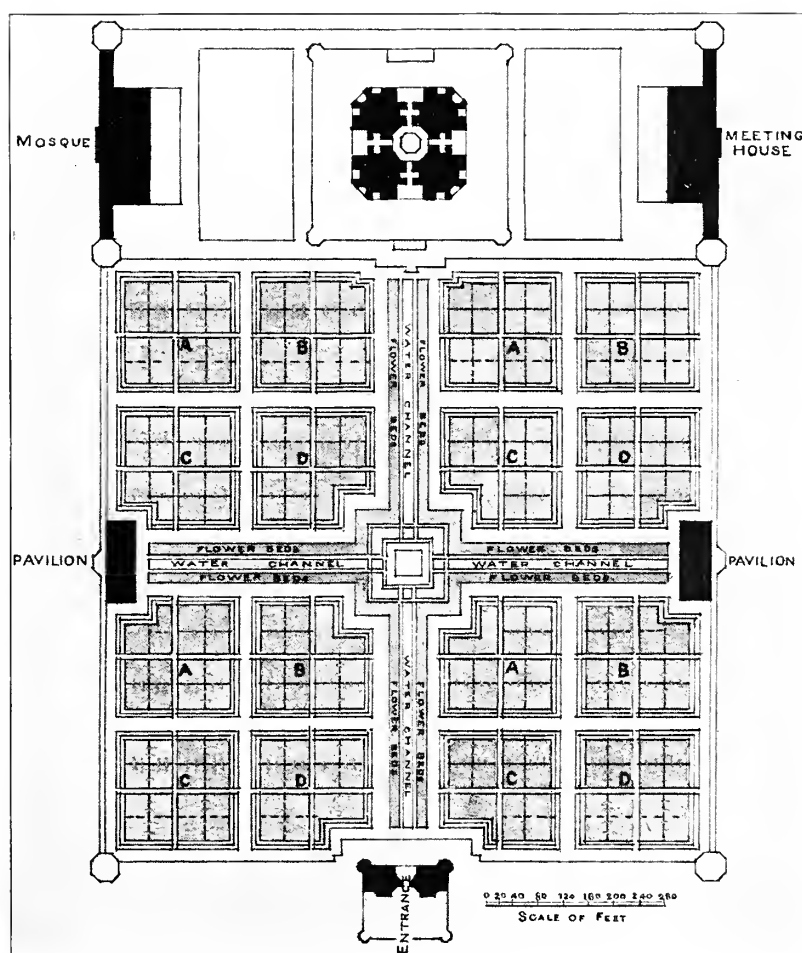 MOSQUE
MEETING
HOUSE
A
B
A
B
FLOWER BEDS
WATER CHANNEL
FLOWER BEDS
C
D
C
D
PAVILION
FLOWER BEDS
WATER CHANNEL
FLOWER BEDS
FLOWER BEDS
WATER CHANNEL
FLOWER BEDS
PAVILION
A
B
A
B
FLOWER BEDS
WATER CHANNEL
FLOWER BEDS
C
D
C
D
ENTRANCE
0 20 40 80 120 160 200 240 280
SCALE OF FEET